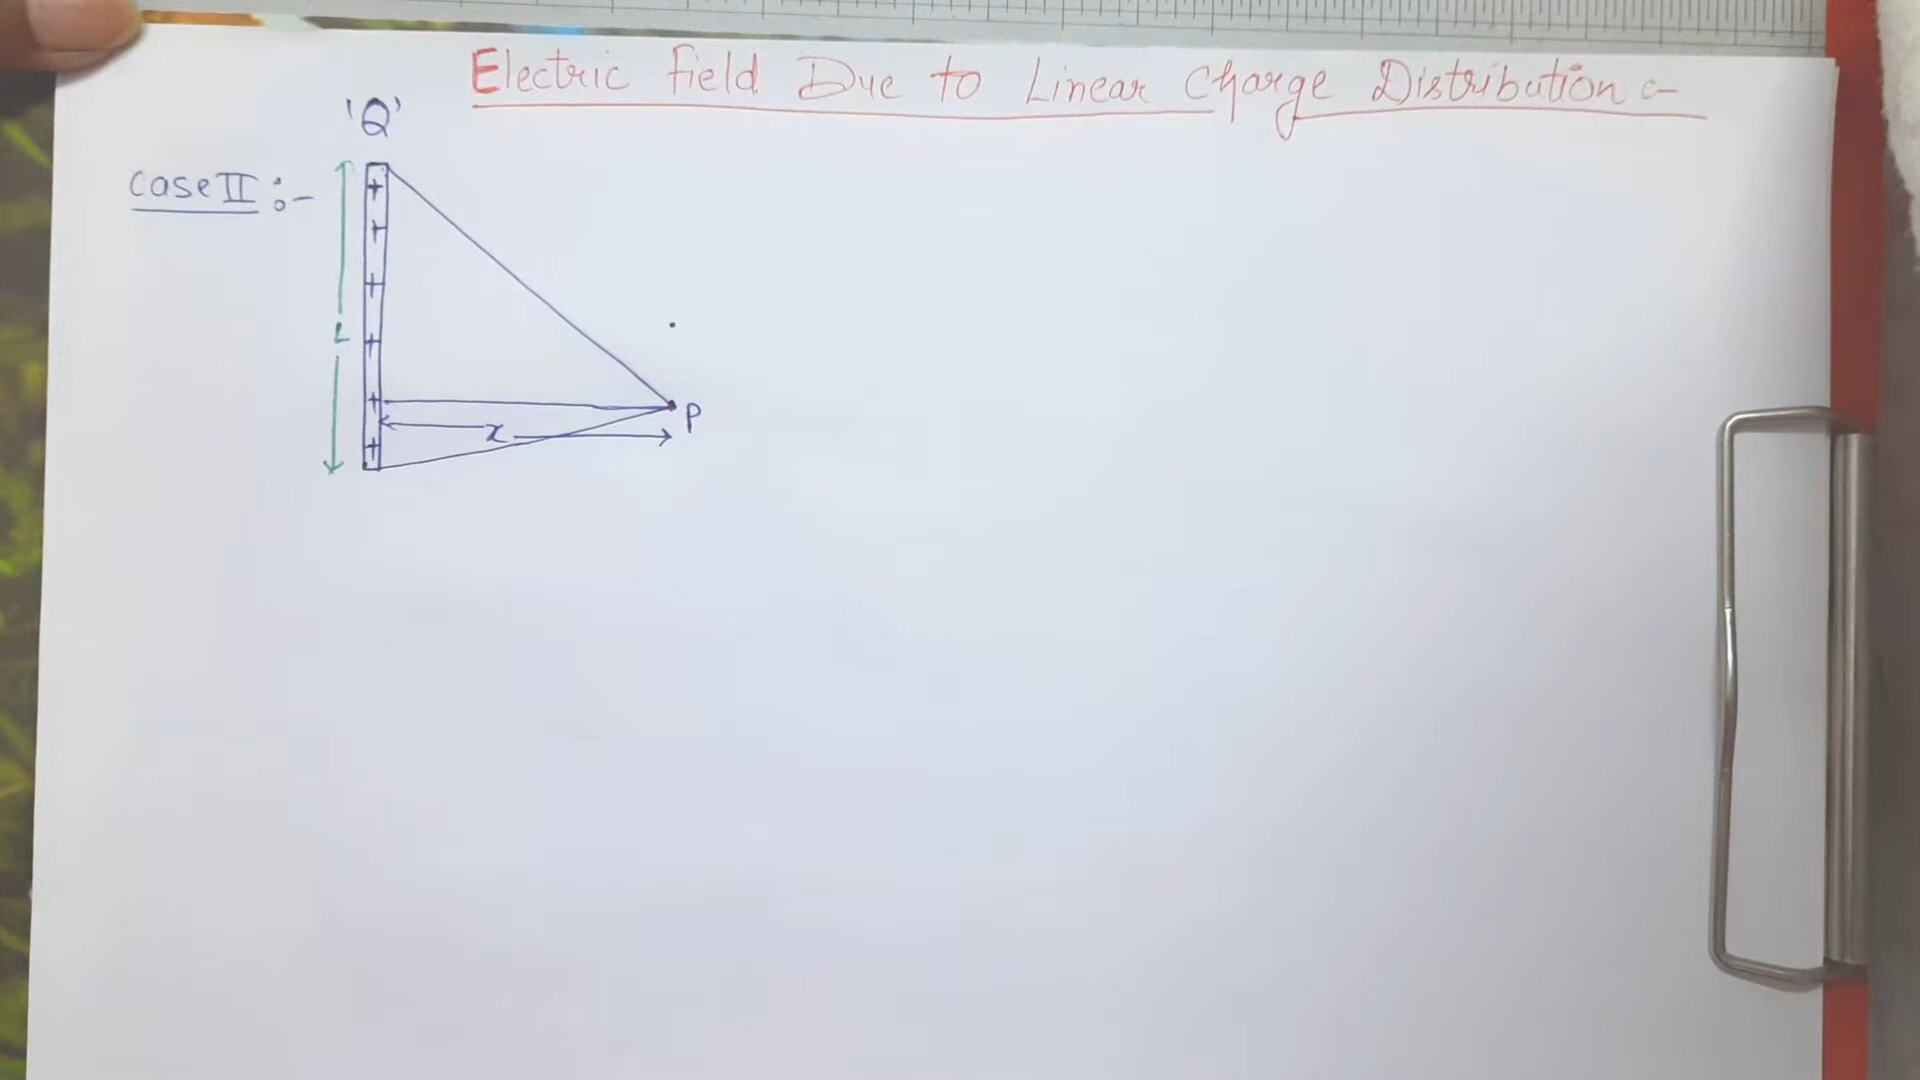 Electric field Due to Linear Charge Distribution :-
'Q'
Case II :-
+
+
+
L
+
+
P
x
+